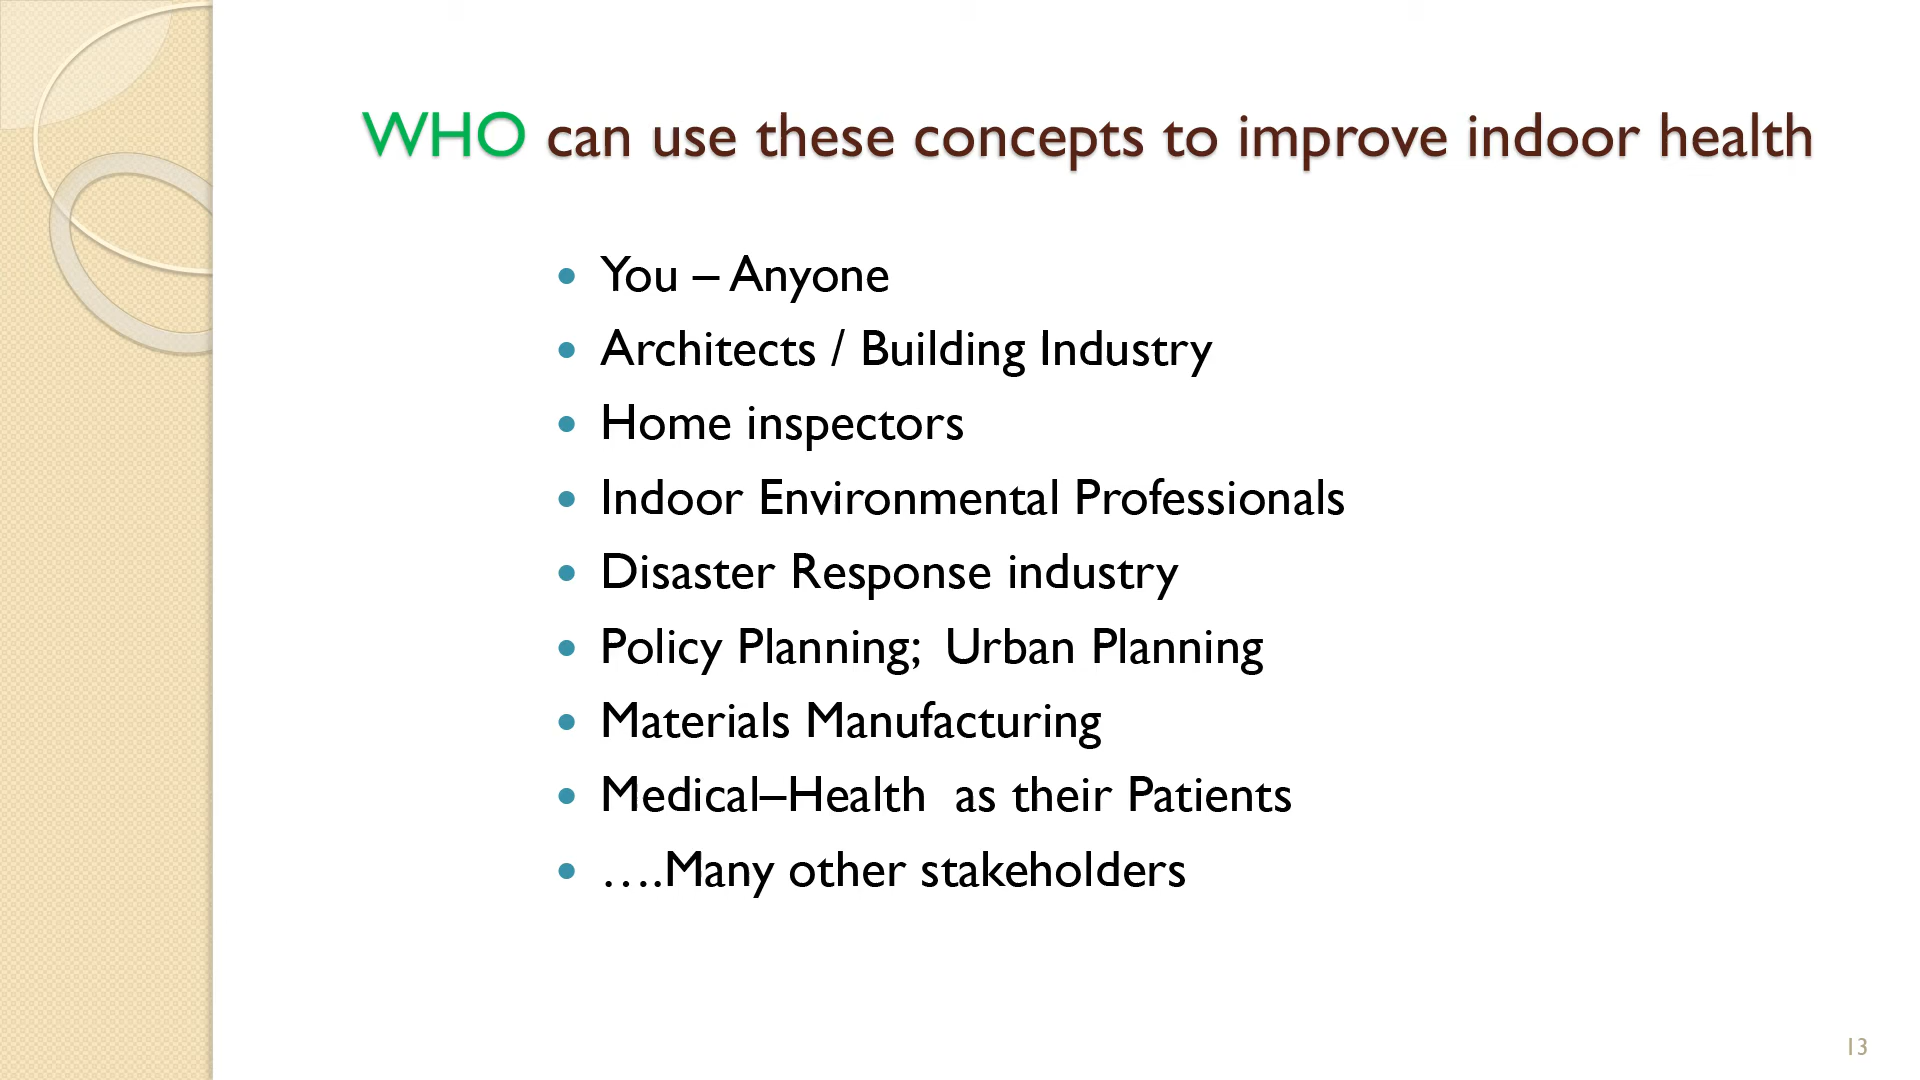 WHO can use these concepts to improve indoor health
• You – Anyone
• Architects / Building Industry
• Home inspectors
• Indoor Environmental Professionals
• Disaster Response industry
• Policy Planning;  Urban Planning
• Materials Manufacturing
• Medical–Health  as their Patients
• ….Many other stakeholders
13